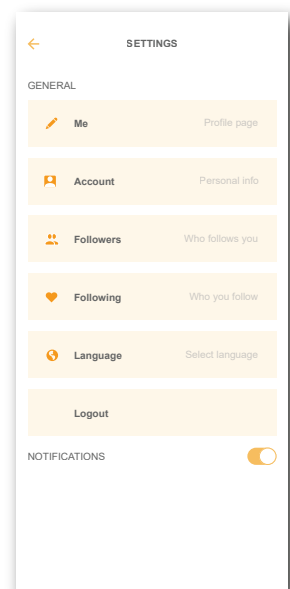 SETTINGS
GENERAL
Me Profile page
Account Personal info
Followers Who follows you
Following Who you follow
Language Select language
Logout
NOTIFICATIONS